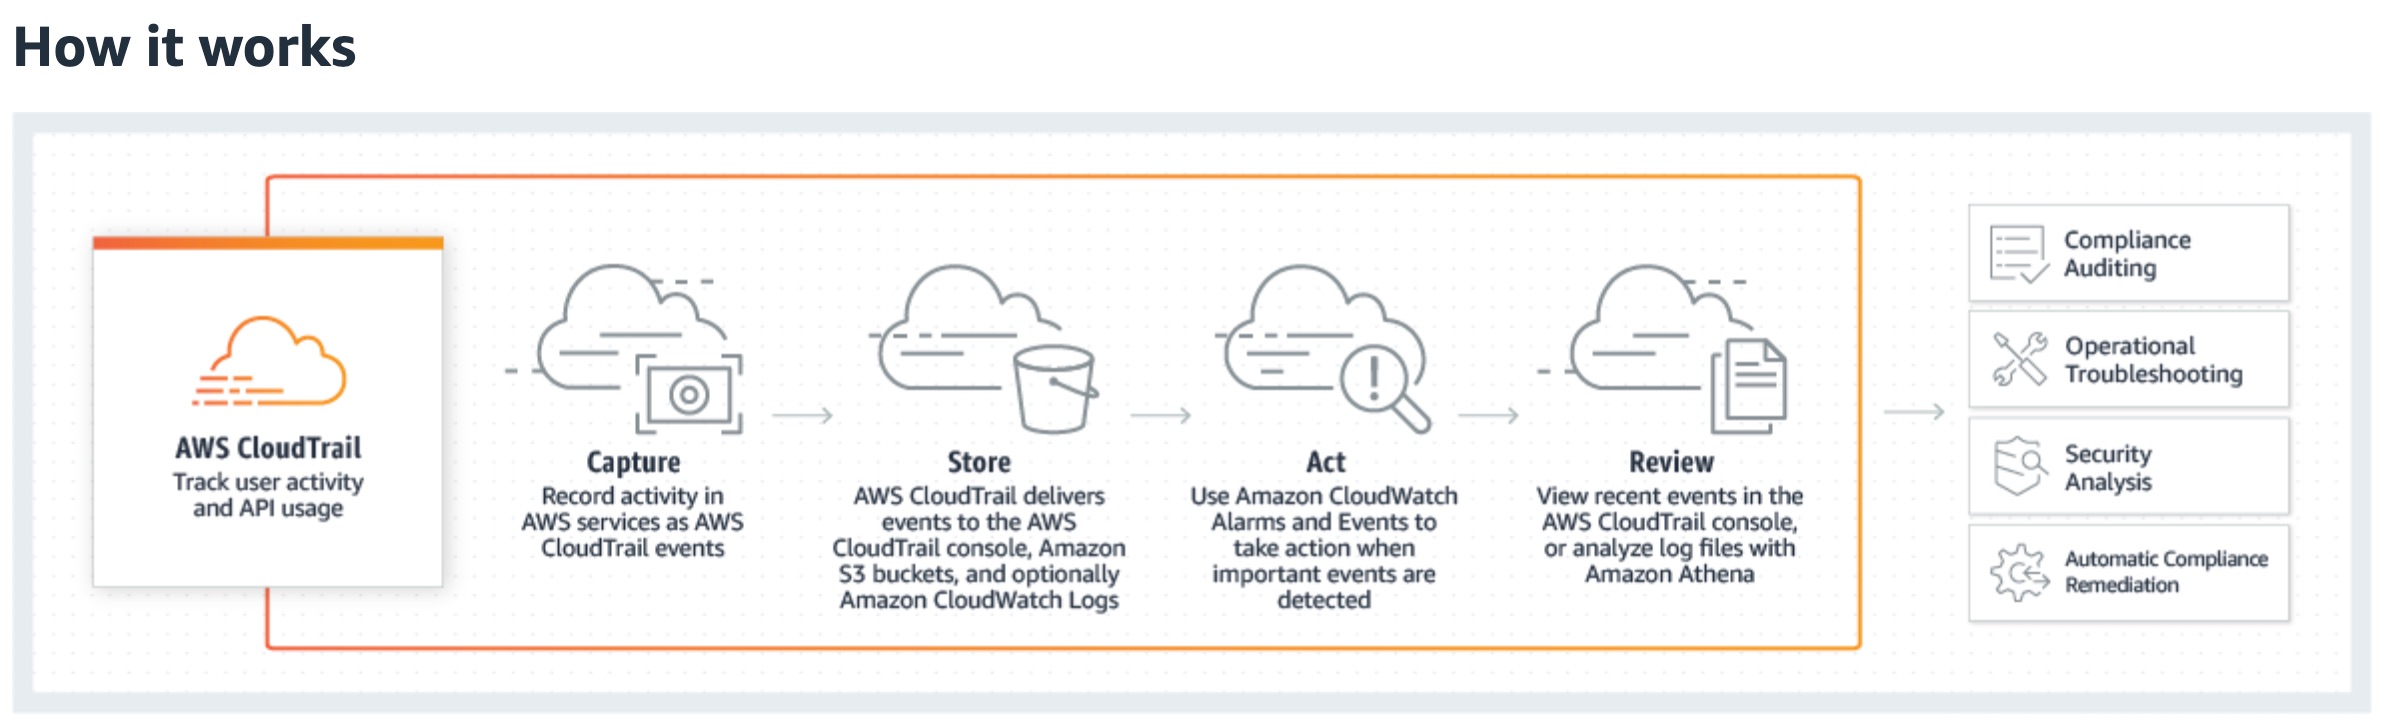 How it works
AWS CloudTrail
Track user activity
and API usage
Capture
Record activity in
AWS services as AWS
CloudTrail events
Store
AWS CloudTrail delivers
events to the AWS
CloudTrail console, Amazon
S3 buckets, and optionally
Amazon CloudWatch Logs
Act
Use Amazon CloudWatch
Alarms and Events to
take action when
important events are
detected
Review
View recent events in the
AWS CloudTrail console,
or analyze log files with
Amazon Athena
Compliance
Auditing
Operational
Troubleshooting
Security
Analysis
Automatic Compliance
Remediation